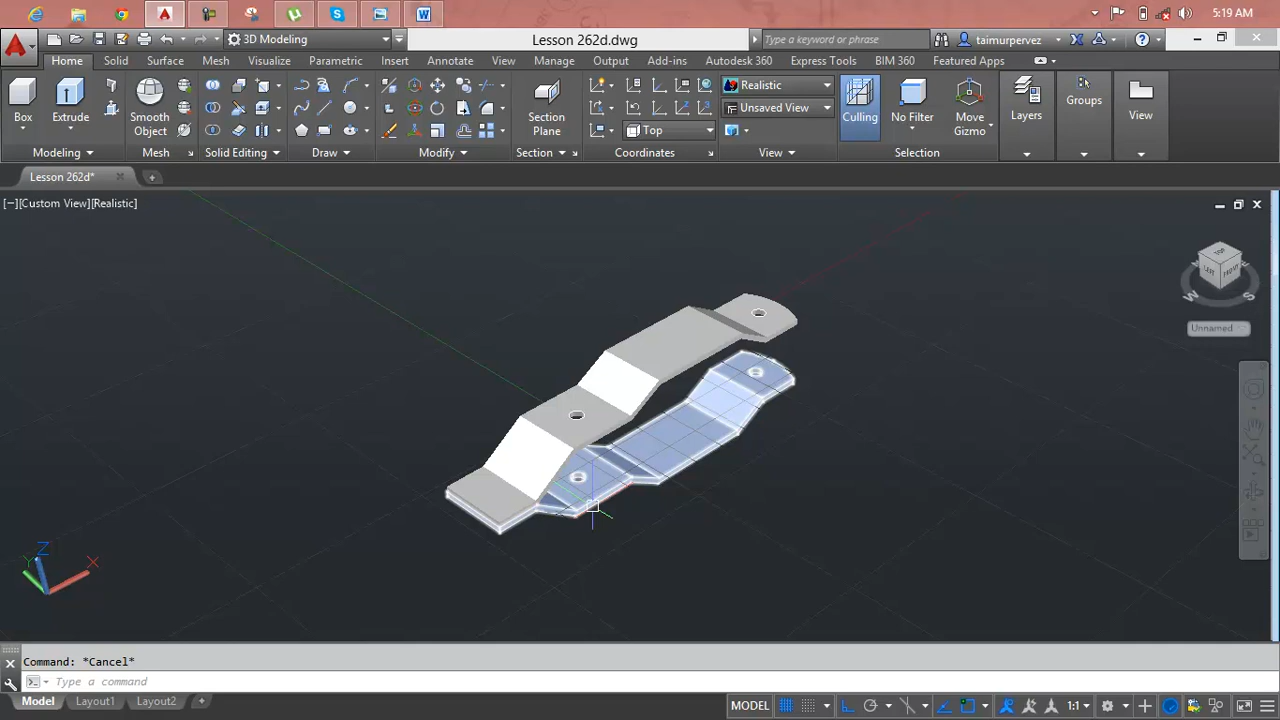 5:19 AM
3D Modeling
Lesson 262d.dwg
Type a keyword or phrase
taimurpervez
Home Solid Surface Mesh Visualize Parametric Insert Annotate View Manage Output Add-ins Autodesk 360 Express Tools BIM 360 Featured Apps
Realistic
Unsaved View
Top
Box
Extrude
Smooth Object
Section Plane
Culling
No Filter
Move Gizmo
Layers
Groups
View
Modeling Mesh Solid Editing Draw Modify Section Coordinates View Selection
Lesson 262d*
[−][Custom View][Realistic]
TOP
LEFT
FRONT
W
S
Unnamed
Z
Y
X
Command: *Cancel*
Type a command
Model Layout1 Layout2
MODEL
1:1